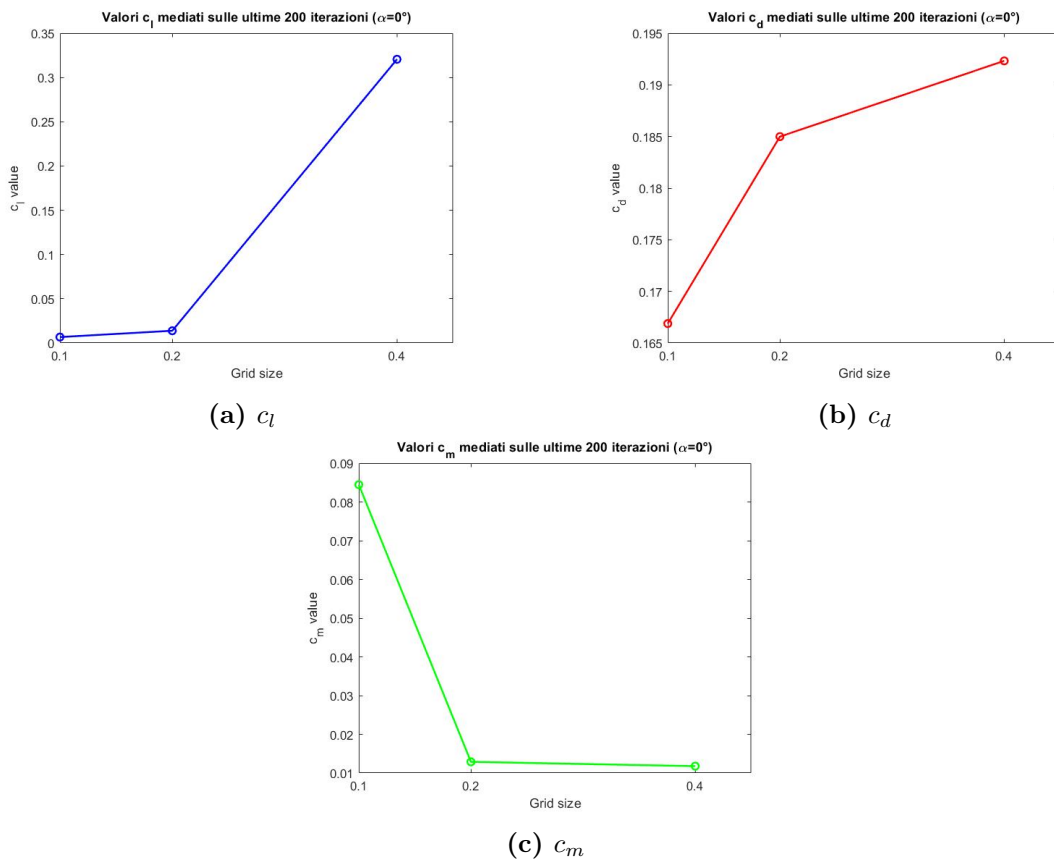 Valori c_l mediati sulle ultime 200 iterazioni (α=0°)
0.35
0.3
0.25
0.2
0.15
0.1
0.05
0
c_l value
0.1 0.2 0.4
Grid size
(a) c_l
Valori c_d mediati sulle ultime 200 iterazioni (α=0°)
0.195
0.19
0.185
0.18
0.175
0.17
0.165
c_d value
0.1 0.2 0.4
Grid size
(b) c_d
Valori c_m mediati sulle ultime 200 iterazioni (α=0°)
0.09
0.08
0.07
0.06
0.05
0.04
0.03
0.02
0.01
c_m value
0.1 0.2 0.4
Grid size
(c) c_m